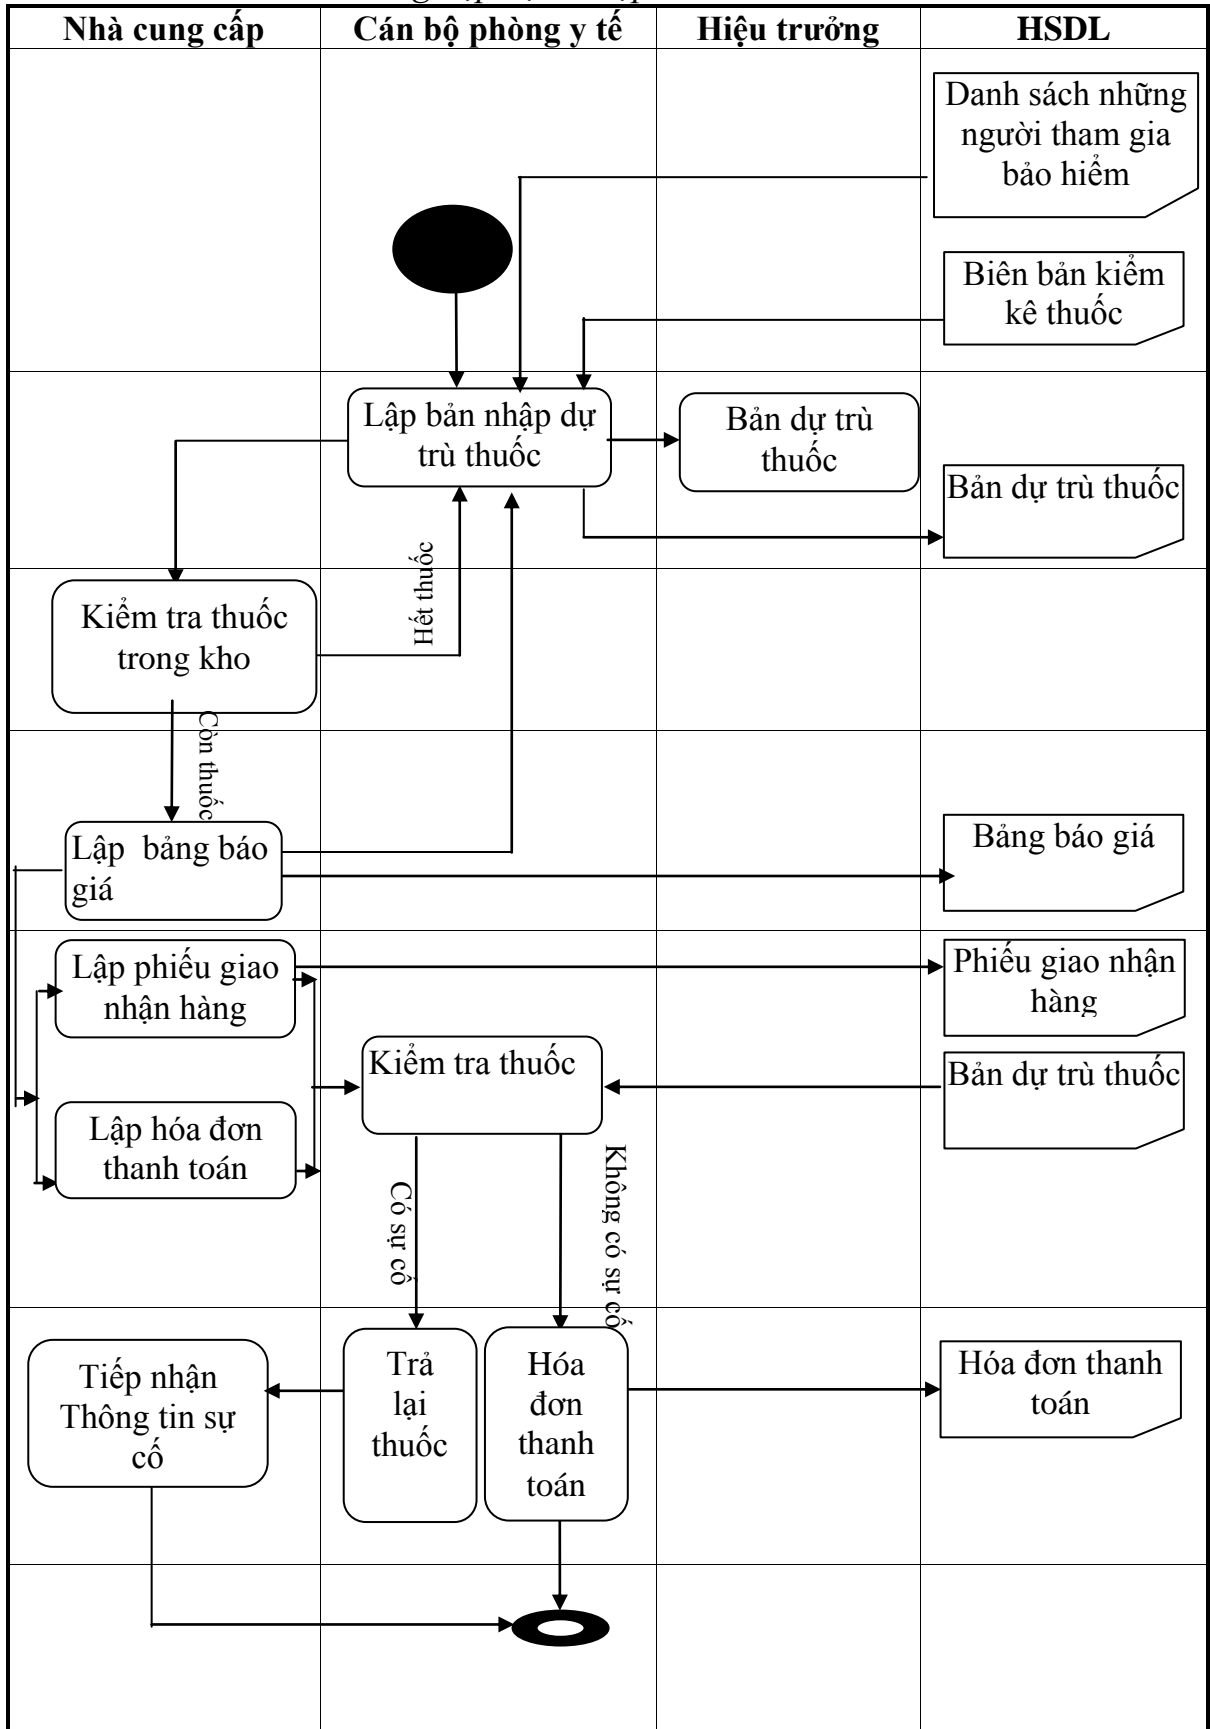 Nhà cung cấp
Cán bộ phòng y tế
Hiệu trưởng
HSDL
Danh sách những
người tham gia
bảo hiểm
Biên bản kiểm
kê thuốc
Lập bản nhập dự
trù thuốc
Bản dự trù
thuốc
Bản dự trù thuốc
Hết thuốc
Kiểm tra thuốc
trong kho
Còn thuốc
Lập bảng báo
giá
Bảng báo giá
Lập phiếu giao
nhận hàng
Phiếu giao nhận
hàng
Kiểm tra thuốc
Bản dự trù thuốc
Lập hóa đơn
thanh toán
Có sự cố
Không có sự cố
Tiếp nhận
Thông tin sự
cố
Trả
lại
thuốc
Hóa
đơn
thanh
toán
Hóa đơn thanh
toán